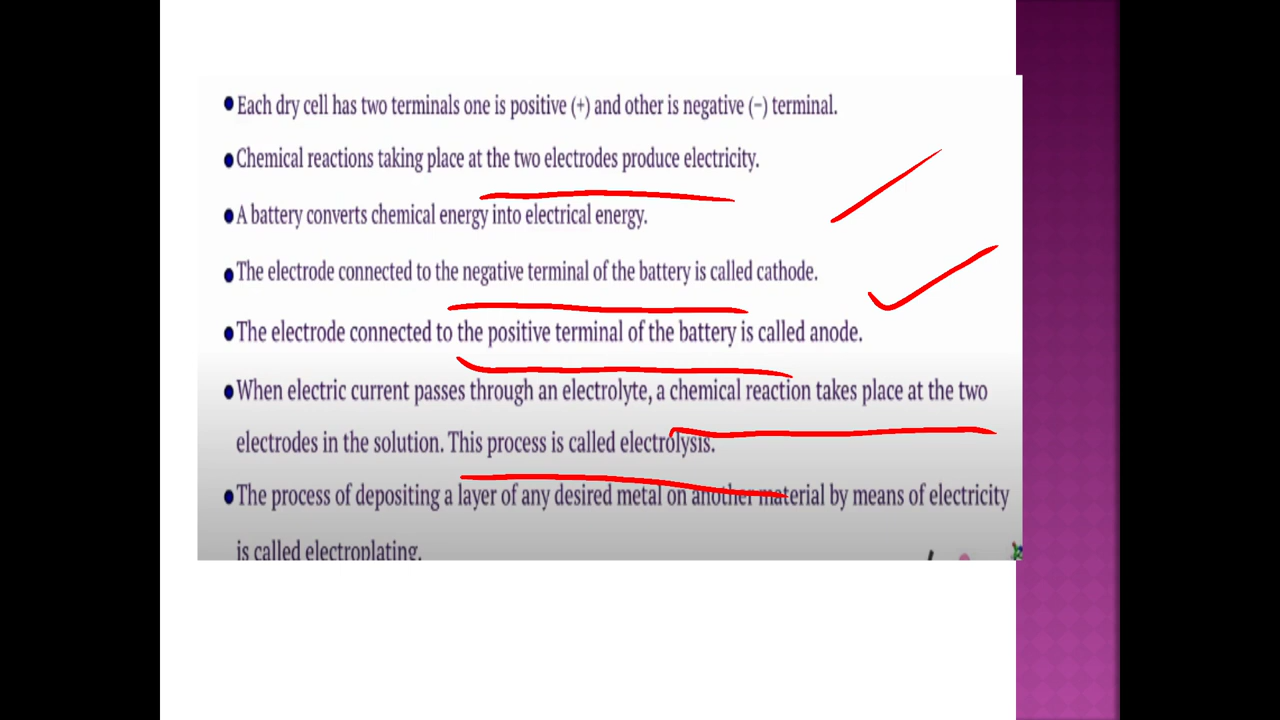 ●Each dry cell has two terminals one is positive (+) and other is negative (−) terminal.
●Chemical reactions taking place at the two electrodes produce electricity.
●A battery converts chemical energy into electrical energy.
●The electrode connected to the negative terminal of the battery is called cathode.
●The electrode connected to the positive terminal of the battery is called anode.
●When electric current passes through an electrolyte, a chemical reaction takes place at the two
electrodes in the solution. This process is called electrolysis.
●The process of depositing a layer of any desired metal on another material by means of electricity
is called electroplating.